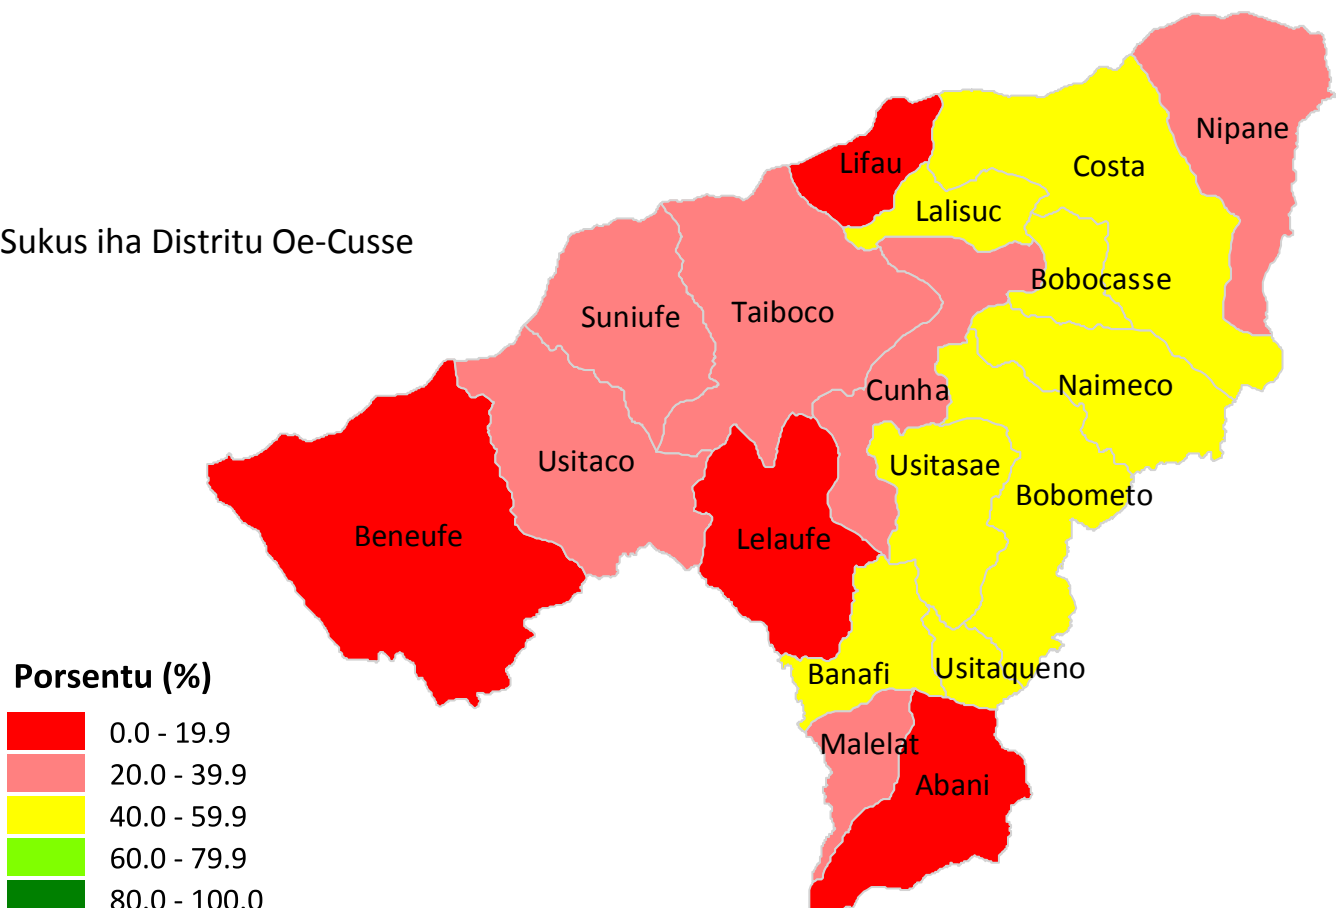 Nipane
Lifau
Costa
Lalisuc
Sukus iha Distritu Oe-Cusse
Bobocasse
Suniufe
Taiboco
Cunha
Naimeco
Usitaco
Usitasae
Bobometo
Beneufe
Lelaufe
Banafi
Usitaqueno
Malelat
Abani
Porsentu (%)
0.0 - 19.9
20.0 - 39.9
40.0 - 59.9
60.0 - 79.9
80.0 - 100.0